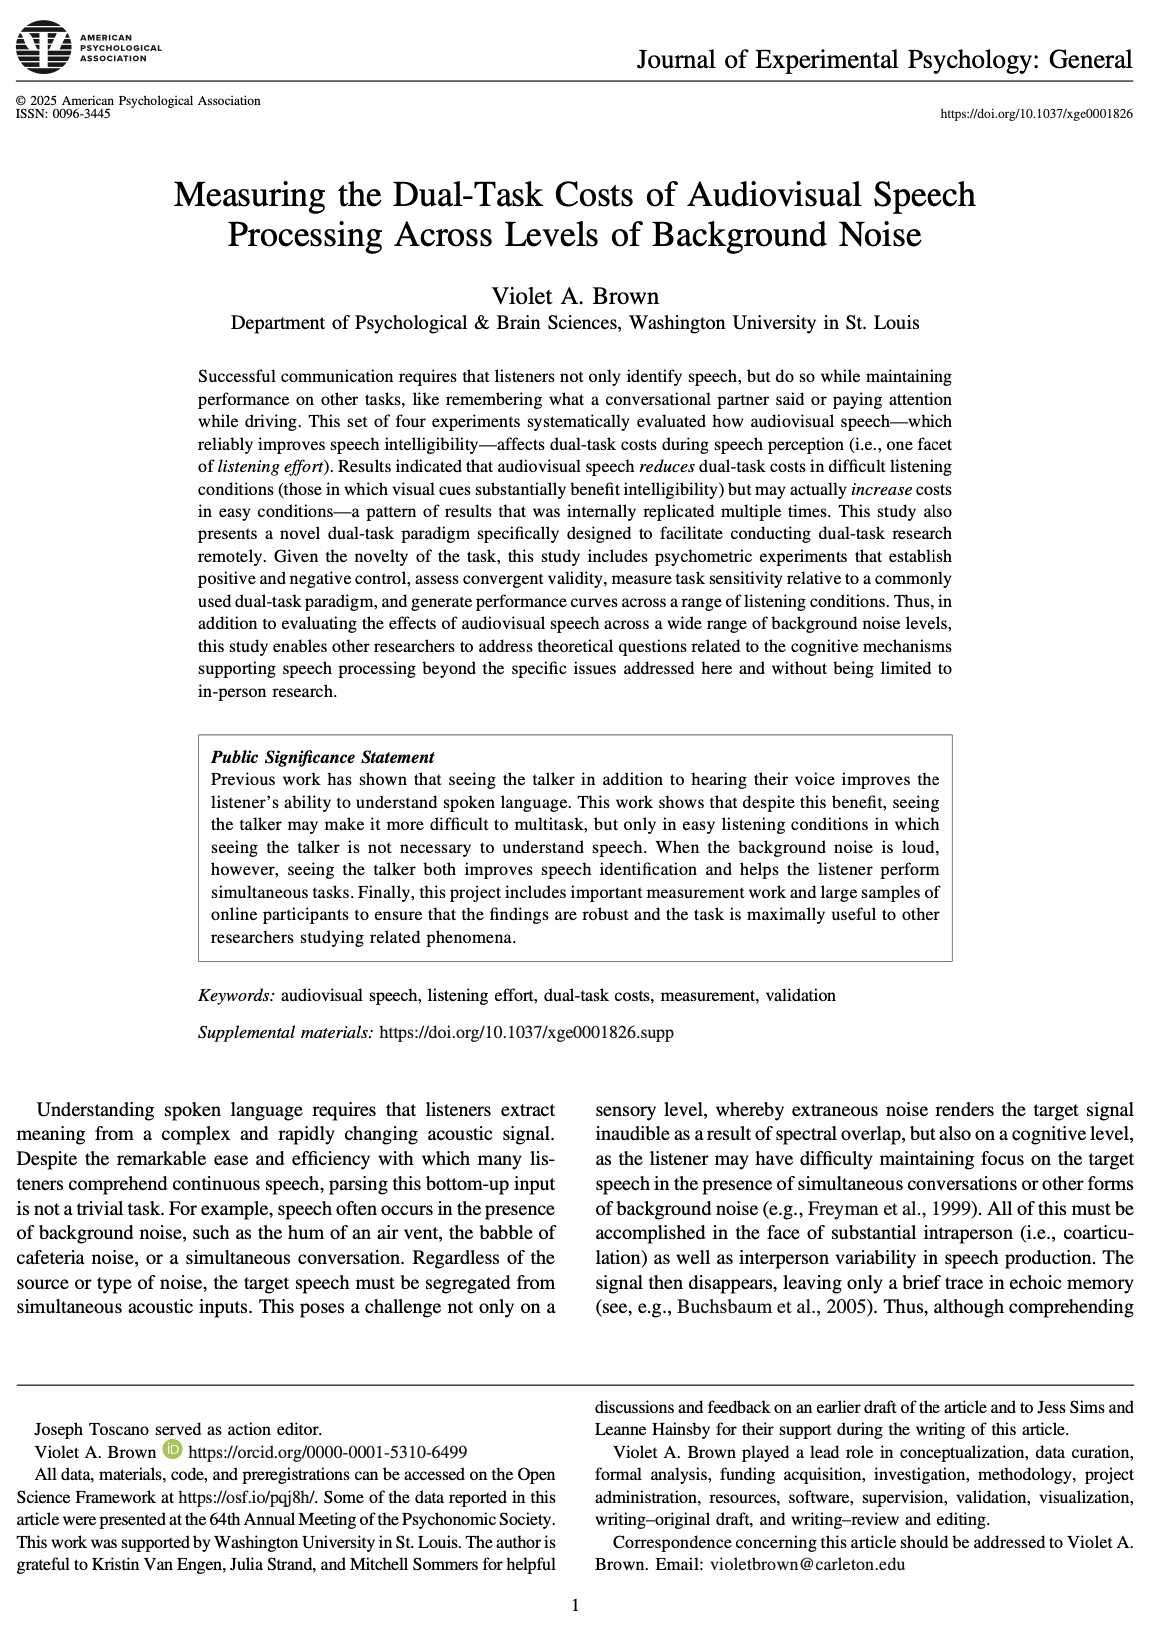 AMERICAN
PSYCHOLOGICAL
ASSOCIATION
Journal of Experimental Psychology: General
© 2025 American Psychological Association
ISSN: 0096-3445
https://doi.org/10.1037/xge0001826
Measuring the Dual-Task Costs of Audiovisual Speech
Processing Across Levels of Background Noise
Violet A. Brown
Department of Psychological & Brain Sciences, Washington University in St. Louis
Successful communication requires that listeners not only identify speech, but do so while maintaining
performance on other tasks, like remembering what a conversational partner said or paying attention
while driving. This set of four experiments systematically evaluated how audiovisual speech—which
reliably improves speech intelligibility—affects dual-task costs during speech perception (i.e., one facet
of listening effort). Results indicated that audiovisual speech reduces dual-task costs in difficult listening
conditions (those in which visual cues substantially benefit intelligibility) but may actually increase costs
in easy conditions—a pattern of results that was internally replicated multiple times. This study also
presents a novel dual-task paradigm specifically designed to facilitate conducting dual-task research
remotely. Given the novelty of the task, this study includes psychometric experiments that establish
positive and negative control, assess convergent validity, measure task sensitivity relative to a commonly
used dual-task paradigm, and generate performance curves across a range of listening conditions. Thus, in
addition to evaluating the effects of audiovisual speech across a wide range of background noise levels,
this study enables other researchers to address theoretical questions related to the cognitive mechanisms
supporting speech processing beyond the specific issues addressed here and without being limited to
in-person research.
Public Significance Statement
Previous work has shown that seeing the talker in addition to hearing their voice improves the
listener's ability to understand spoken language. This work shows that despite this benefit, seeing
the talker may make it more difficult to multitask, but only in easy listening conditions in which
seeing the talker is not necessary to understand speech. When the background noise is loud,
however, seeing the talker both improves speech identification and helps the listener perform
simultaneous tasks. Finally, this project includes important measurement work and large samples of
online participants to ensure that the findings are robust and the task is maximally useful to other
researchers studying related phenomena.
Keywords: audiovisual speech, listening effort, dual-task costs, measurement, validation
Supplemental materials: https://doi.org/10.1037/xge0001826.supp
Understanding spoken language requires that listeners extract
meaning from a complex and rapidly changing acoustic signal.
Despite the remarkable ease and efficiency with which many lis-
teners comprehend continuous speech, parsing this bottom-up input
is not a trivial task. For example, speech often occurs in the presence
of background noise, such as the hum of an air vent, the babble of
cafeteria noise, or a simultaneous conversation. Regardless of the
source or type of noise, the target speech must be segregated from
simultaneous acoustic inputs. This poses a challenge not only on a
sensory level, whereby extraneous noise renders the target signal
inaudible as a result of spectral overlap, but also on a cognitive level,
as the listener may have difficulty maintaining focus on the target
speech in the presence of simultaneous conversations or other forms
of background noise (e.g., Freyman et al., 1999). All of this must be
accomplished in the face of substantial intraperson (i.e., coarticu-
lation) as well as interperson variability in speech production. The
signal then disappears, leaving only a brief trace in echoic memory
(see, e.g., Buchsbaum et al., 2005). Thus, although comprehending
Joseph Toscano served as action editor.
Violet A. Brown iD https://orcid.org/0000-0001-5310-6499
All data, materials, code, and preregistrations can be accessed on the Open
Science Framework at https://osf.io/pqj8h/. Some of the data reported in this
article were presented at the 64th Annual Meeting of the Psychonomic Society.
This work was supported by Washington University in St. Louis. The author is
grateful to Kristin Van Engen, Julia Strand, and Mitchell Sommers for helpful
discussions and feedback on an earlier draft of the article and to Jess Sims and
Leanne Hainsby for their support during the writing of this article.
Violet A. Brown played a lead role in conceptualization, data curation,
formal analysis, funding acquisition, investigation, methodology, project
administration, resources, software, supervision, validation, visualization,
writing–original draft, and writing–review and editing.
Correspondence concerning this article should be addressed to Violet A.
Brown. Email: violetbrown@carleton.edu
1